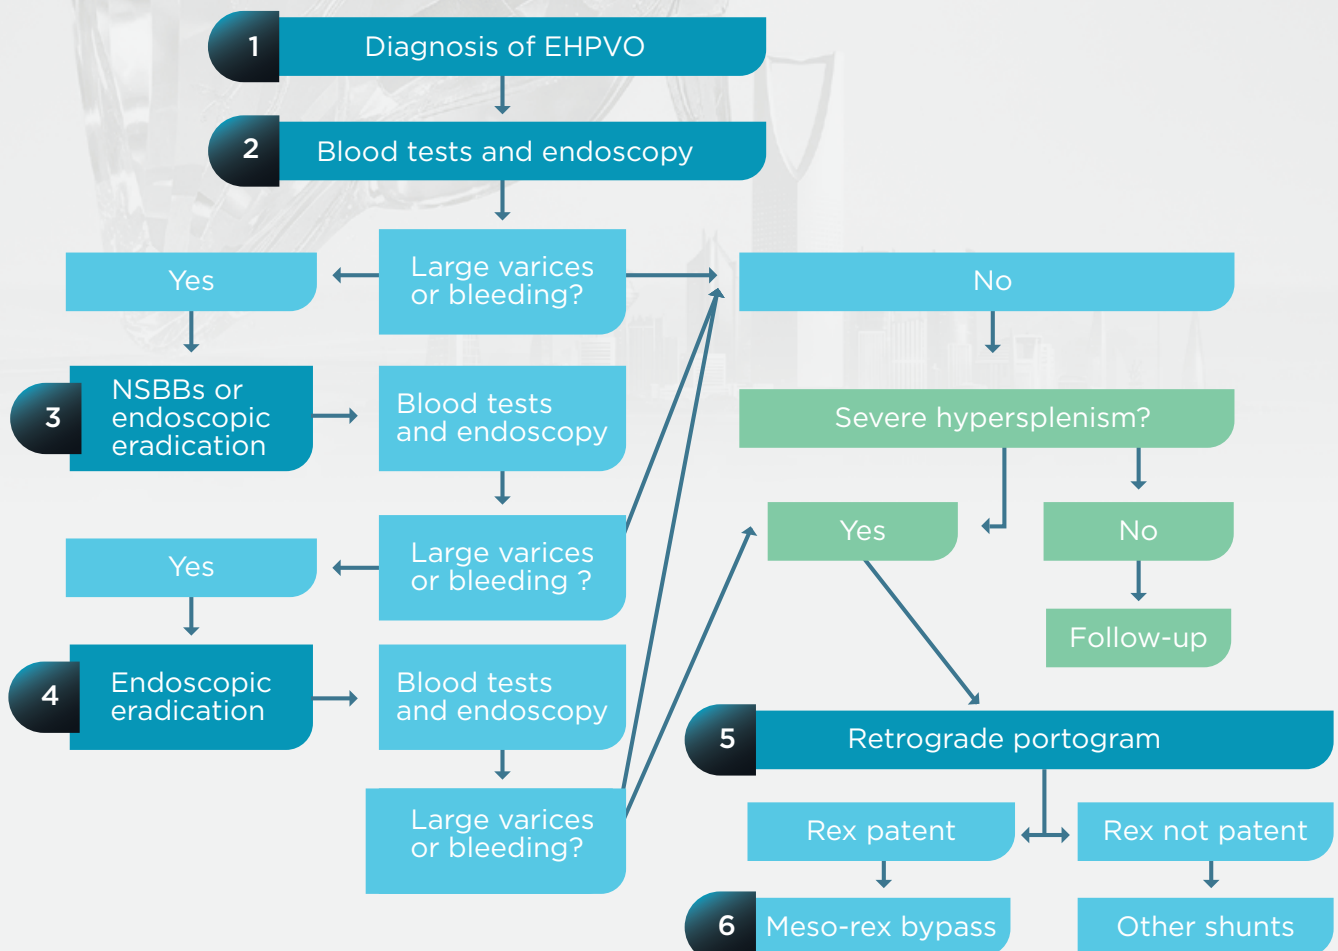 1
Diagnosis of EHPVO
2
Blood tests and endoscopy
Yes
Large varices
or bleeding?
No
3
NSBBs or
endoscopic
eradication
Blood tests
and endoscopy
Severe hypersplenism?
Yes
Large varices
or bleeding ?
Yes
No
Follow-up
4
Endoscopic
eradication
Blood tests
and endoscopy
5
Retrograde portogram
Large varices
or bleeding?
Rex patent
Rex not patent
6
Meso-rex bypass
Other shunts